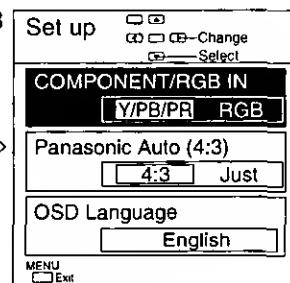 Set up
Change
Select
COMPONENT/RGB IN
Y/PB/PR RGB
Panasonic Auto (4:3)
4:3 Just
OSD Language
English
MENU
Exit